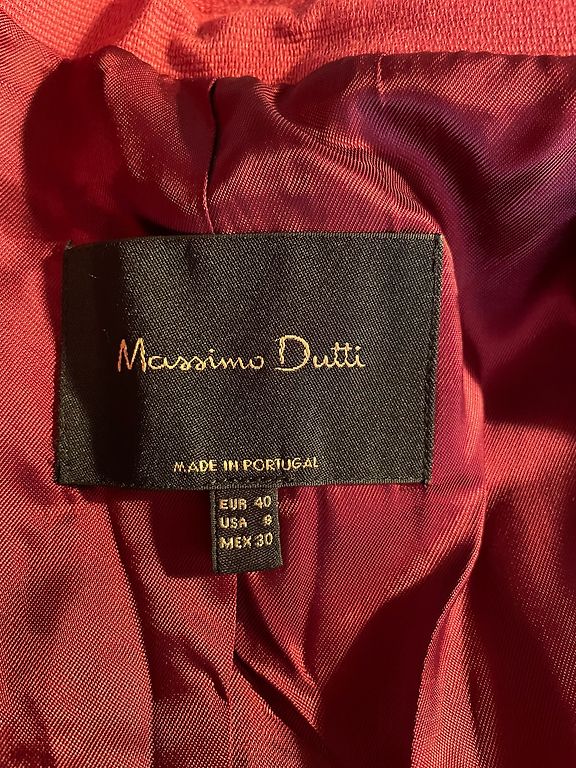 Massimo Dutti
MADE IN PORTUGAL
EUR 40
USA 8
MEX 30